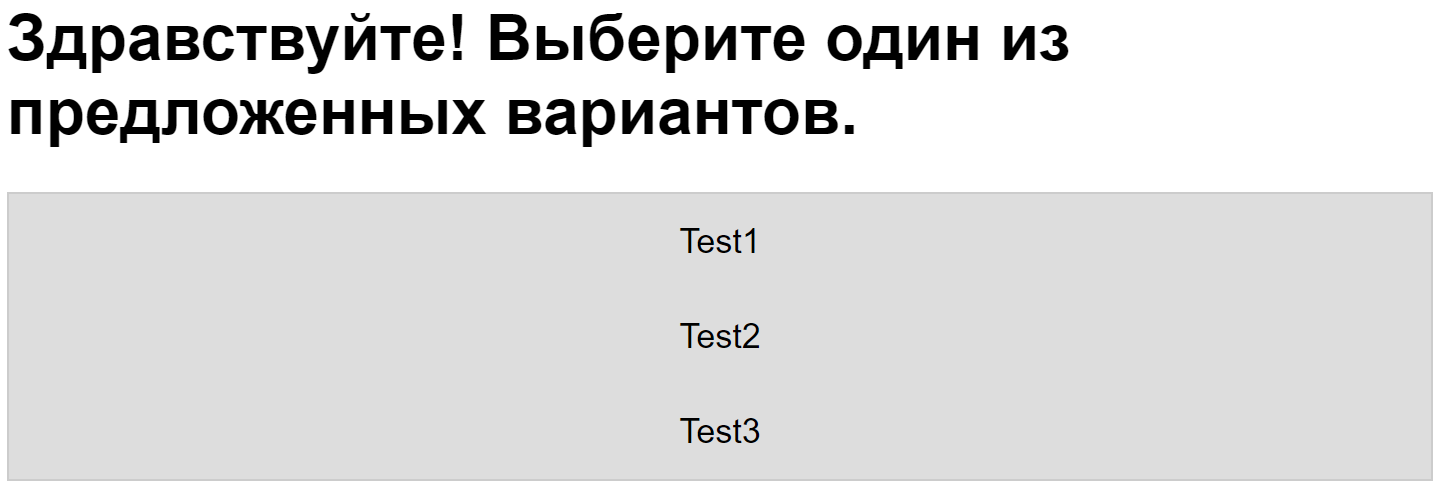 Здравствуйте! Выберите один из
предложенных вариантов.
Test1
Test2
Test3